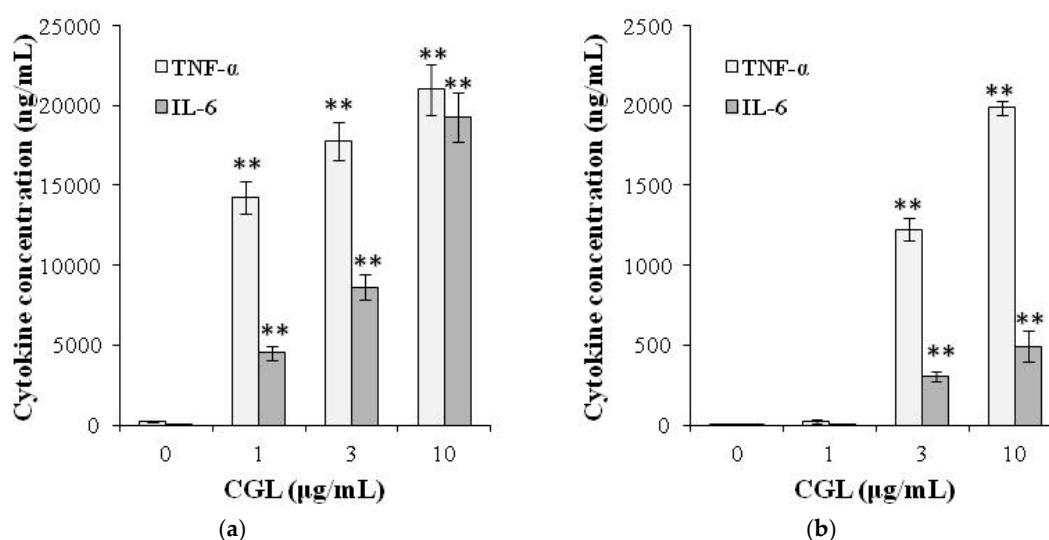 25000
20000
15000
10000
5000
0
Cytokine concentration (ng/mL)
TNF-α
IL-6
**
**
**
**
**
**
0 1 3 10
CGL (μg/mL)
(a)
2500
2000
1500
1000
500
0
Cytokine concentration (ng/mL)
TNF-α
IL-6
**
**
**
**
0 1 3 10
CGL (μg/mL)
(b)